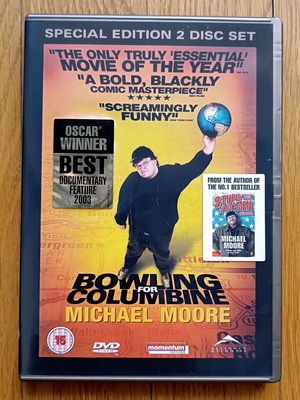 SPECIAL EDITION 2 DISC SET
"THE ONLY TRULY 'ESSENTIAL'
MOVIE OF THE YEAR"
"A BOLD, BLACKLY
COMIC MASTERPIECE"
★★★★★
"SCREAMINGLY
FUNNY"
OSCAR®
WINNER
BEST
DOCUMENTARY
FEATURE
2003
FROM THE AUTHOR OF
THE NO.1 BESTSELLER
MICHAEL
MOORE
BOWLING
FOR
COLUMBINE
MICHAEL MOORE
15
DVD
VIDEO
momentum